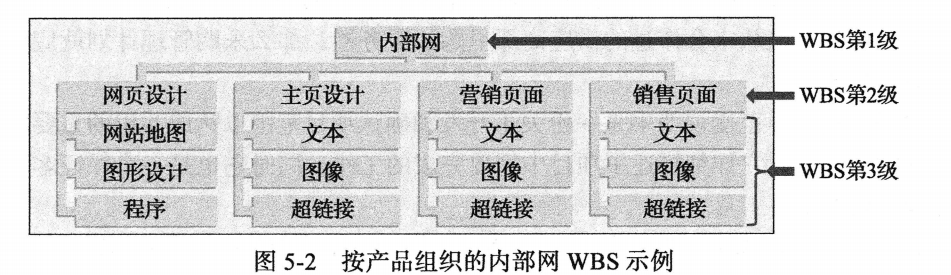 内部网
WBS第1级
网页设计 主页设计 营销页面 销售页面
WBS第2级
网站地图 文本 文本 文本
图形设计 图像 图像 图像
WBS第3级
程序 超链接 超链接 超链接
图 5-2 按产品组织的内部网 WBS 示例